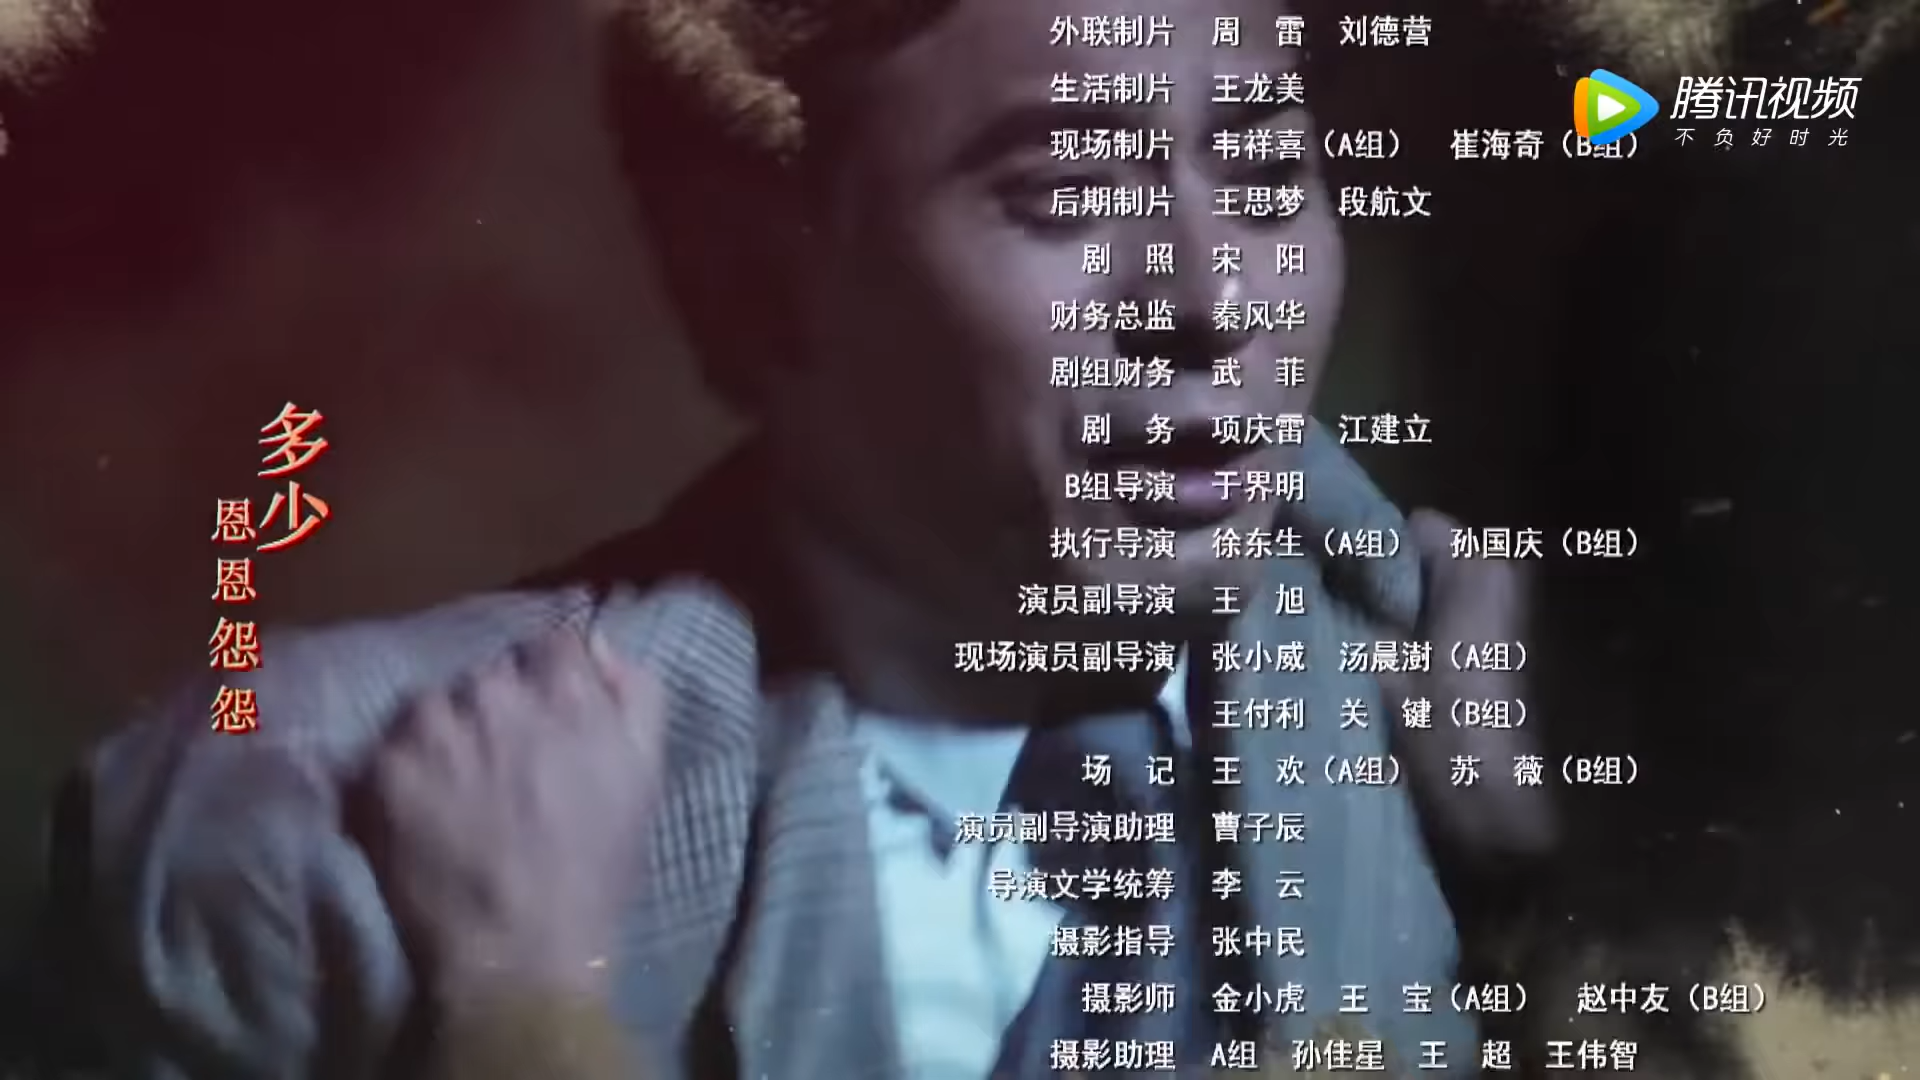 外联制片 周 雷 刘德营
生活制片 王龙美
现场制片 韦祥喜（A组） 崔海奇（B组）
后期制片 王思梦 段航文
剧 照 宋 阳
财务总监 秦风华
剧组财务 武 菲
剧 务 项庆雷 江建立
B组导演 于界明
执行导演 徐东生（A组） 孙国庆（B组）
演员副导演 王 旭
现场演员副导演 张小威 汤晨澍（A组）
王付利 关 键（B组）
场 记 王 欢（A组） 苏 薇（B组）
演员副导演助理 曹子辰
导演文学统筹 李 云
摄影指导 张中民
摄影师 金小虎 王 宝（A组） 赵中友（B组）
摄影助理 A组 孙佳星 王 超 王伟智
腾讯视频
不负好时光
多少
恩恩怨怨